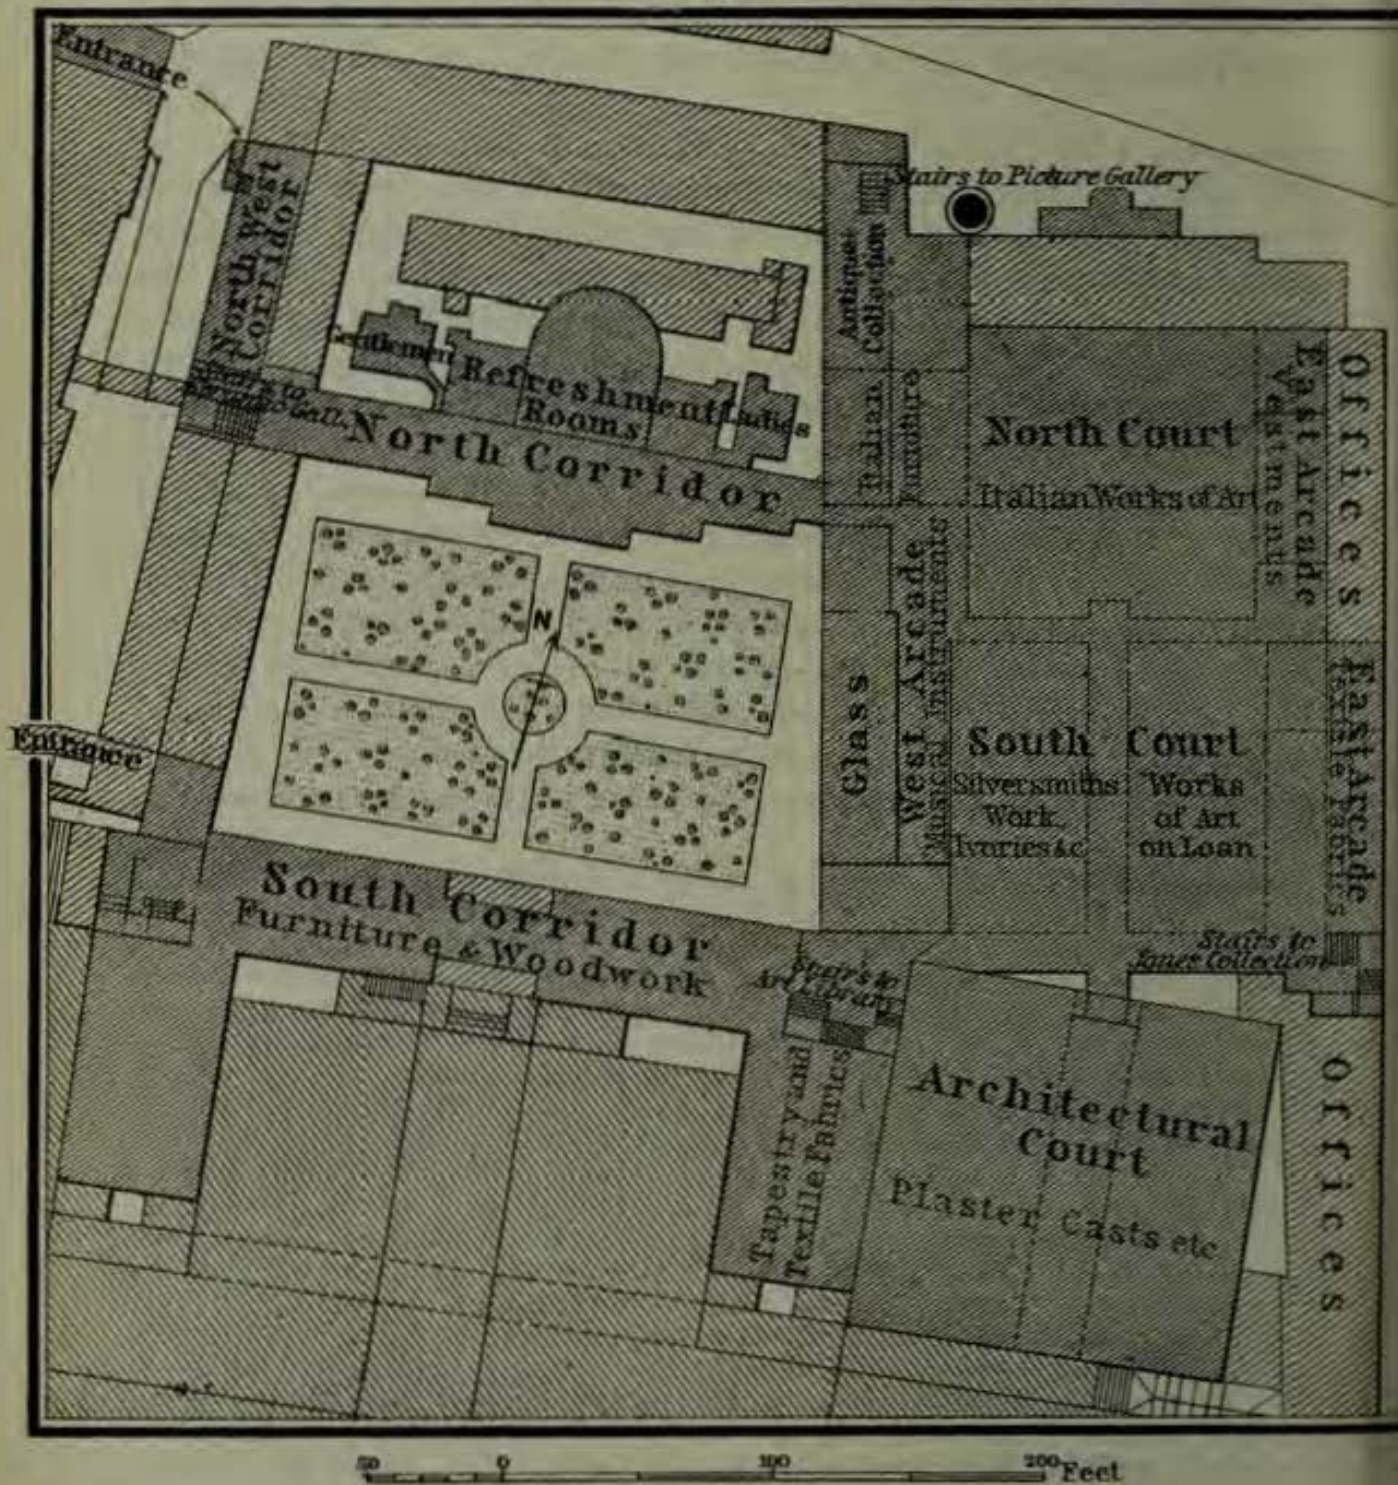 Entrance
Stairs to Picture Gallery
North West
Corridor
Antique
Collection
Gentlemen
Refreshment
Rooms
Ladies
North Corridor
Italian
Furniture
North Court
Italian Works of Art
East Arcade
Vestments
Offices
N
Glass
West Arcade
Musical Instruments
South Court
Silversmiths
Work,
Ivories &c
Works
of Art
on Loan
East Arcade
Textile Fabrics
Entrance
South Corridor
Furniture & Woodwork
Stairs to
Art Library
Stairs to
Jones Collection
Tapestry and
Textile Fabrics
Architectural
Court
Plaster Casts etc
Offices
50 0 100 200 Feet